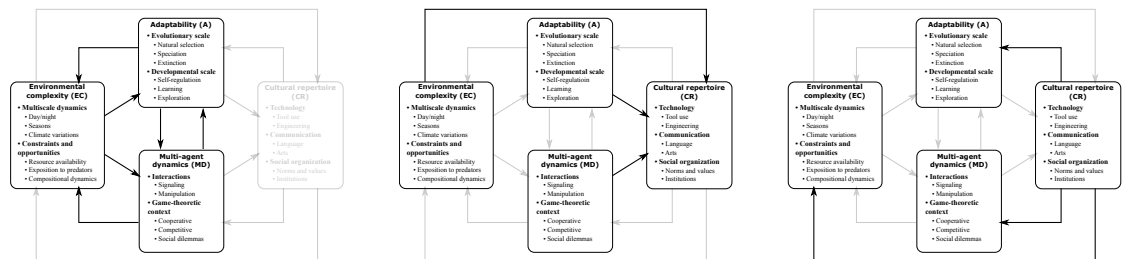 Adaptability (A)
• Evolutionary scale
• Natural selection
• Speciation
• Extinction
• Developmental scale
• Self-regulatioin
• Learning
• Exploration
Environmental
complexity (EC)
• Multiscale dynamics
• Day/night
• Seasons
• Climate variations
• Constraints and
opportunities
• Resource availability
• Exposition to predators
• Compositional dynamics
Cultural repertoire
(CR)
• Technology
• Tool use
• Engineering
• Communication
• Language
• Arts
• Social organization
• Norms and values
• Institutions
Multi-agent
dynamics (MD)
• Interactions
• Signaling
• Manipulation
• Game-theoretic
context
• Cooperative
• Competitive
• Social dilemmas
Adaptability (A)
• Evolutionary scale
• Natural selection
• Speciation
• Extinction
• Developmental scale
• Self-regulatioin
• Learning
• Exploration
Environmental
complexity (EC)
• Multiscale dynamics
• Day/night
• Seasons
• Climate variations
• Constraints and
opportunities
• Resource availability
• Exposition to predators
• Compositional dynamics
Cultural repertoire
(CR)
• Technology
• Tool use
• Engineering
• Communication
• Language
• Arts
• Social organization
• Norms and values
• Institutions
Multi-agent
dynamics (MD)
• Interactions
• Signaling
• Manipulation
• Game-theoretic
context
• Cooperative
• Competitive
• Social dilemmas
Adaptability (A)
• Evolutionary scale
• Natural selection
• Speciation
• Extinction
• Developmental scale
• Self-regulatioin
• Learning
• Exploration
Environmental
complexity (EC)
• Multiscale dynamics
• Day/night
• Seasons
• Climate variations
• Constraints and
opportunities
• Resource availability
• Exposition to predators
• Compositional dynamics
Cultural repertoire
(CR)
• Technology
• Tool use
• Engineering
• Communication
• Language
• Arts
• Social organization
• Norms and values
• Institutions
Multi-agent
dynamics (MD)
• Interactions
• Signaling
• Manipulation
• Game-theoretic
context
• Cooperative
• Competitive
• Social dilemmas